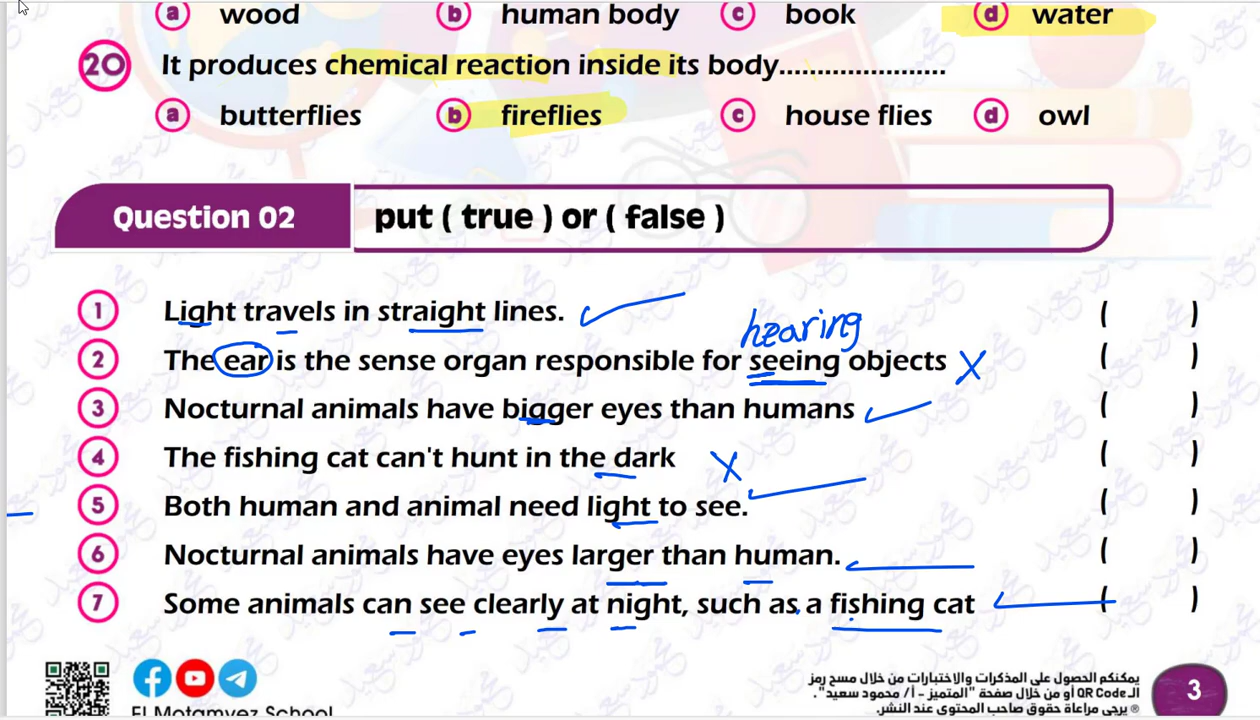 a wood b human body c book d water
20 It produces chemical reaction inside its body.....................
a butterflies b fireflies c house flies d owl
Question 02 put ( true ) or ( false )
1 Light travels in straight lines. ( )
hearing
2 The ear is the sense organ responsible for seeing objects X ( )
3 Nocturnal animals have bigger eyes than humans ( )
4 The fishing cat can't hunt in the dark X ( )
5 Both human and animal need light to see. ( )
6 Nocturnal animals have eyes larger than human. ( )
7 Some animals can see clearly at night, such as a fishing cat ( )
يمكنكم الحصول على المذكرات والاختبارات من خلال مسح رمز
الـ QR Code أو من خلال صفحة "المتميز - أ/ محمود سعيد".
® يرجى مراعاة حقوق صاحب المحتوى عند النشر.
3
El Motamyez School